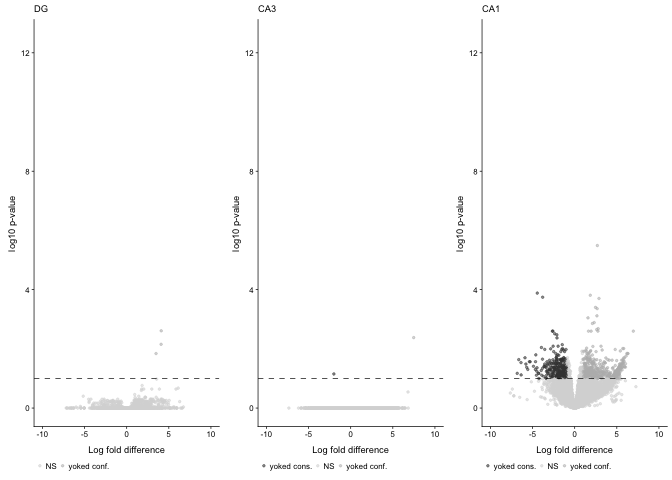 DG
12
8
4
0
log10 p-value
-10 -5 0 5 10
Log fold difference
NS yoked conf.
CA3
12
8
4
0
log10 p-value
-10 -5 0 5 10
Log fold difference
yoked cons. NS yoked conf.
CA1
12
8
4
0
log10 p-value
-10 -5 0 5 10
Log fold difference
yoked cons. NS yoked conf.